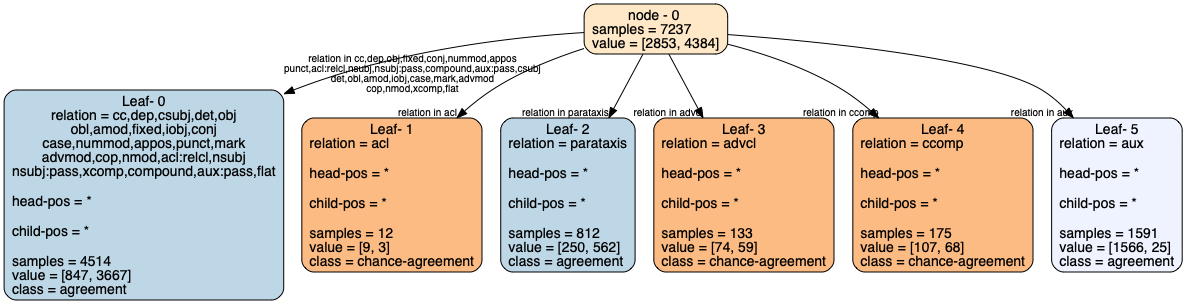 node - 0
samples = 7237
value = [2853, 4384]
relation in cc,dep,obj,fixed,conj,nummod,appos
punct,acl:relcl,nsubj,nsubj:pass,compound,aux:pass,csubj
det,obl,amod,iobj,case,mark,advmod
cop,nmod,xcomp,flat
relation in acl
relation in parataxis
relation in advcl
relation in ccomp
relation in aux
Leaf- 0
relation = cc,dep,csubj,det,obj
obl,amod,fixed,iobj,conj
case,nummod,appos,punct,mark
advmod,cop,nmod,acl:relcl,nsubj
nsubj:pass,xcomp,compound,aux:pass,flat
head-pos = *
child-pos = *
samples = 4514
value = [847, 3667]
class = agreement
Leaf- 1
relation = acl
head-pos = *
child-pos = *
samples = 12
value = [9, 3]
class = chance-agreement
Leaf- 2
relation = parataxis
head-pos = *
child-pos = *
samples = 812
value = [250, 562]
class = agreement
Leaf- 3
relation = advcl
head-pos = *
child-pos = *
samples = 133
value = [74, 59]
class = chance-agreement
Leaf- 4
relation = ccomp
head-pos = *
child-pos = *
samples = 175
value = [107, 68]
class = chance-agreement
Leaf- 5
relation = aux
head-pos = *
child-pos = *
samples = 1591
value = [1566, 25]
class = agreement